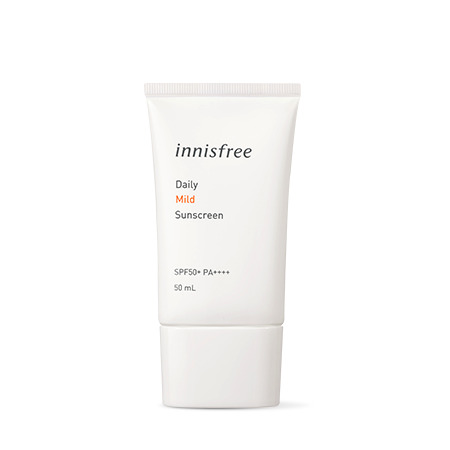 innisfree
Daily
Mild
Sunscreen
SPF50+ PA++++
50 mL